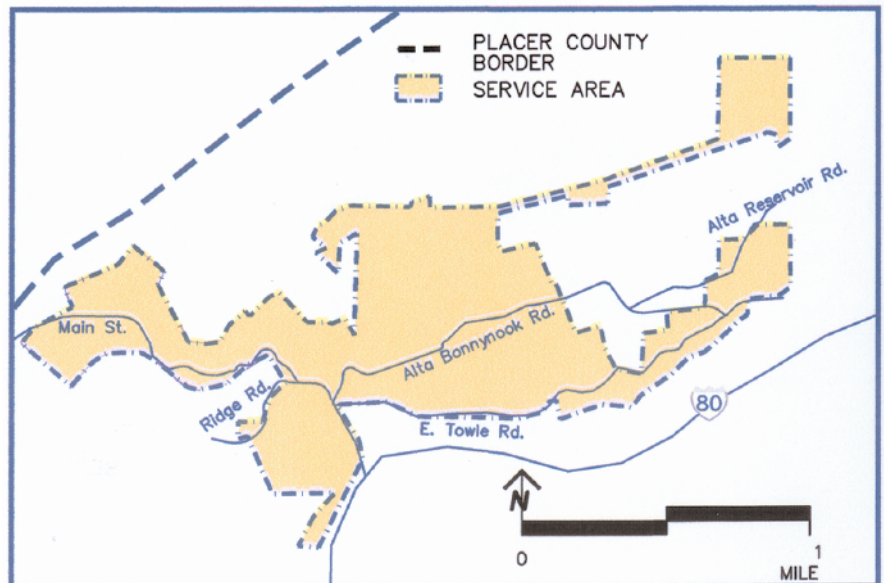 PLACER COUNTY
BORDER
SERVICE AREA
Alta Reservoir Rd.
Main St.
Alta Bonnynook Rd.
Ridge Rd.
E. Towle Rd.
80
N
0
1
MILE